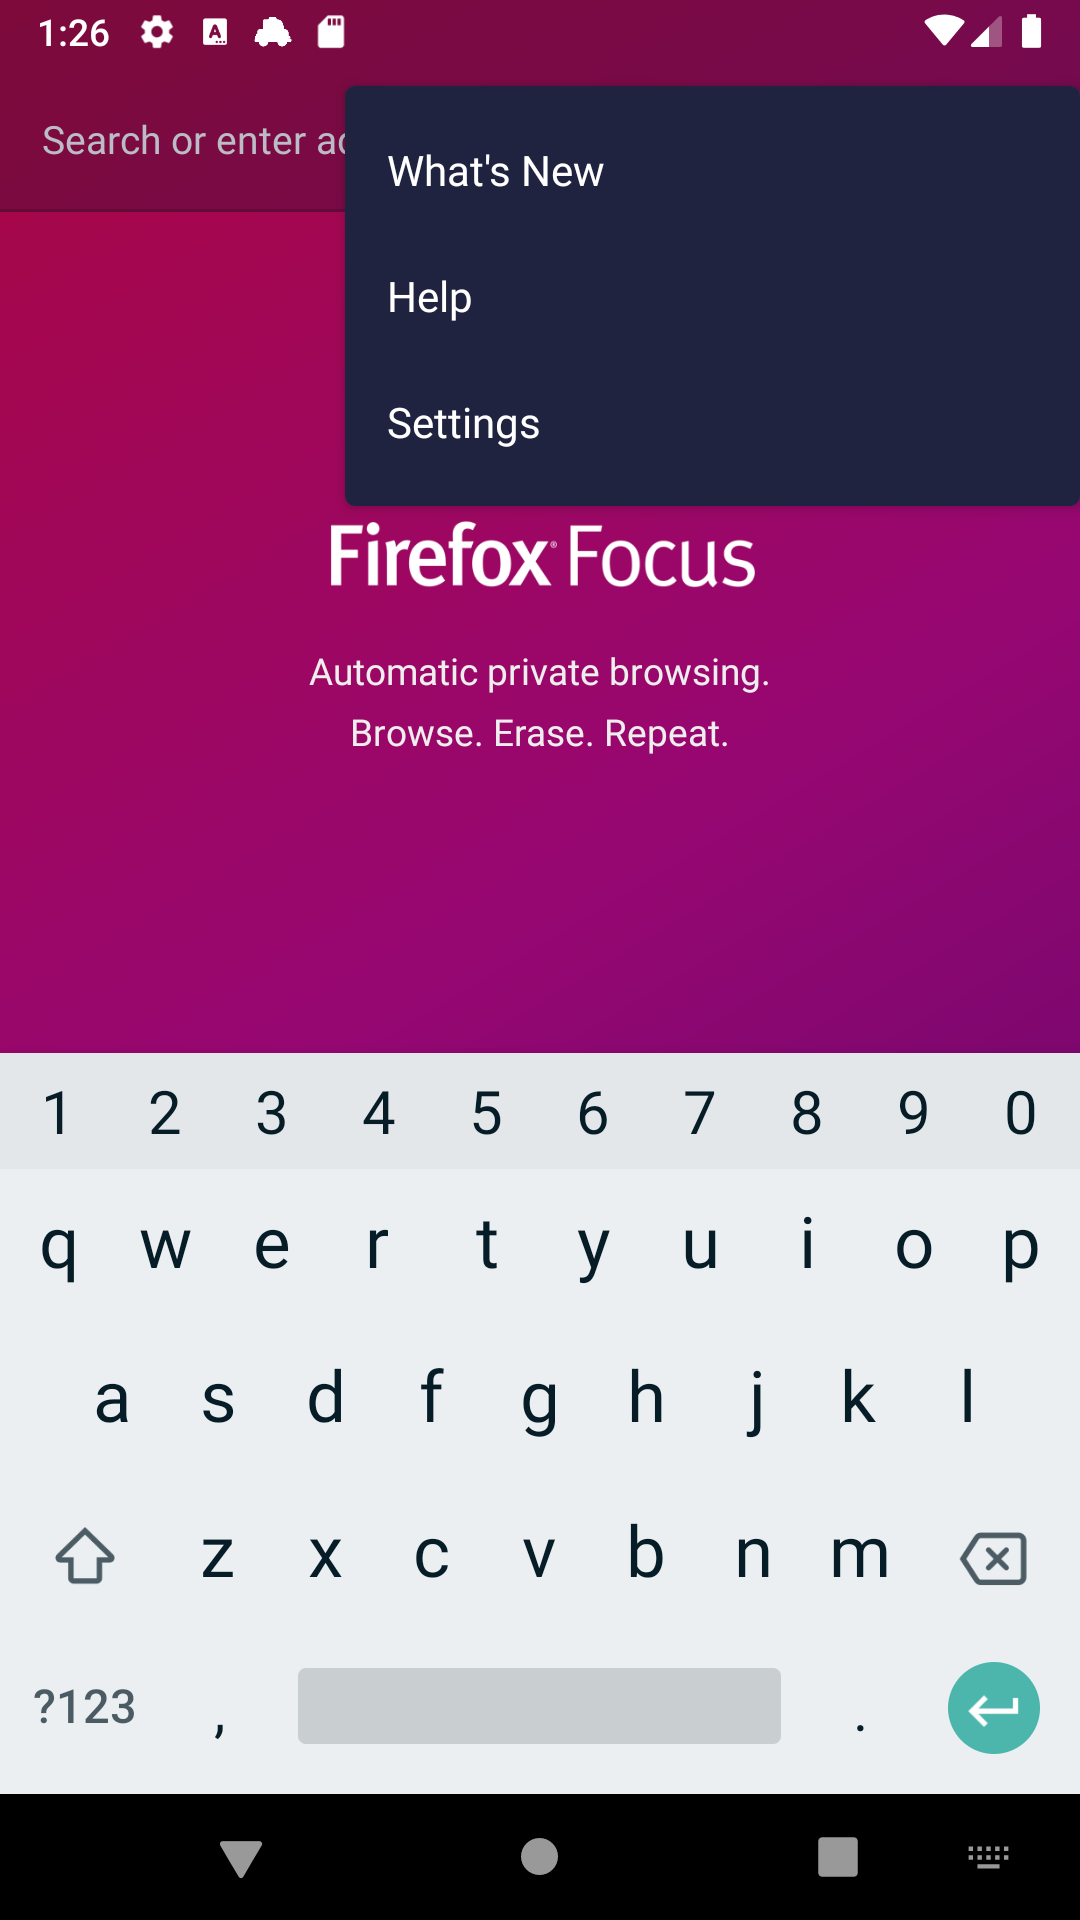 1:26
Search or enter
What's New
Help
Settings
Firefox Focus
Automatic private browsing.
Browse. Erase. Repeat.
1 2 3 4 5 6 7 8 9 0
q w e r t y u i o p
a s d f g h j k l
z x c v b n m
?123 , .